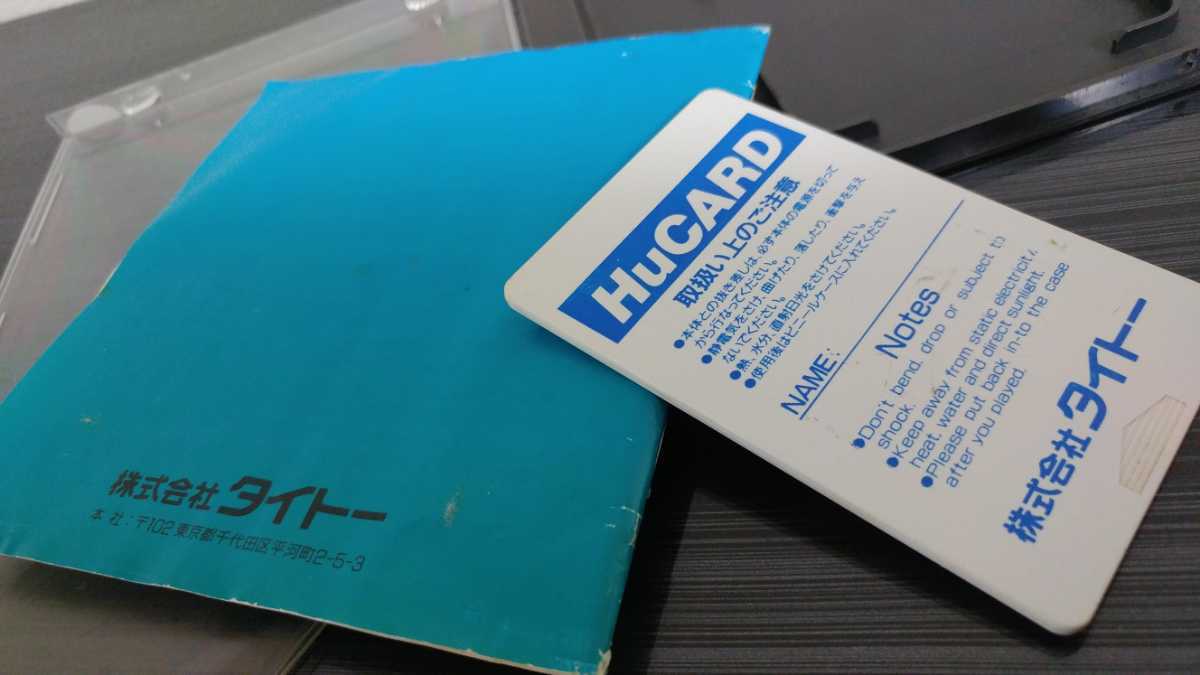 株式会社 タイトー
本 社 : 〒102 東京都千代田区平河町2-5-3
HuCARD
取扱い上のご注意
●本体との抜き差しは、必ず本体の電源を切って
から行なってください。
●静電気をさけ、曲げたり、落したり、衝撃を与え
ないでください。
●熱、水分、直射日光をさけてください。
●使用後はビニールケースに入れてください。
NAME:
Notes
●Don't bend, drop or subject to
shock.
●Keep away from static electricity,
heat water and direct sunlight.
●Please put back in-to the case
after you played.
株式会社 タイトー